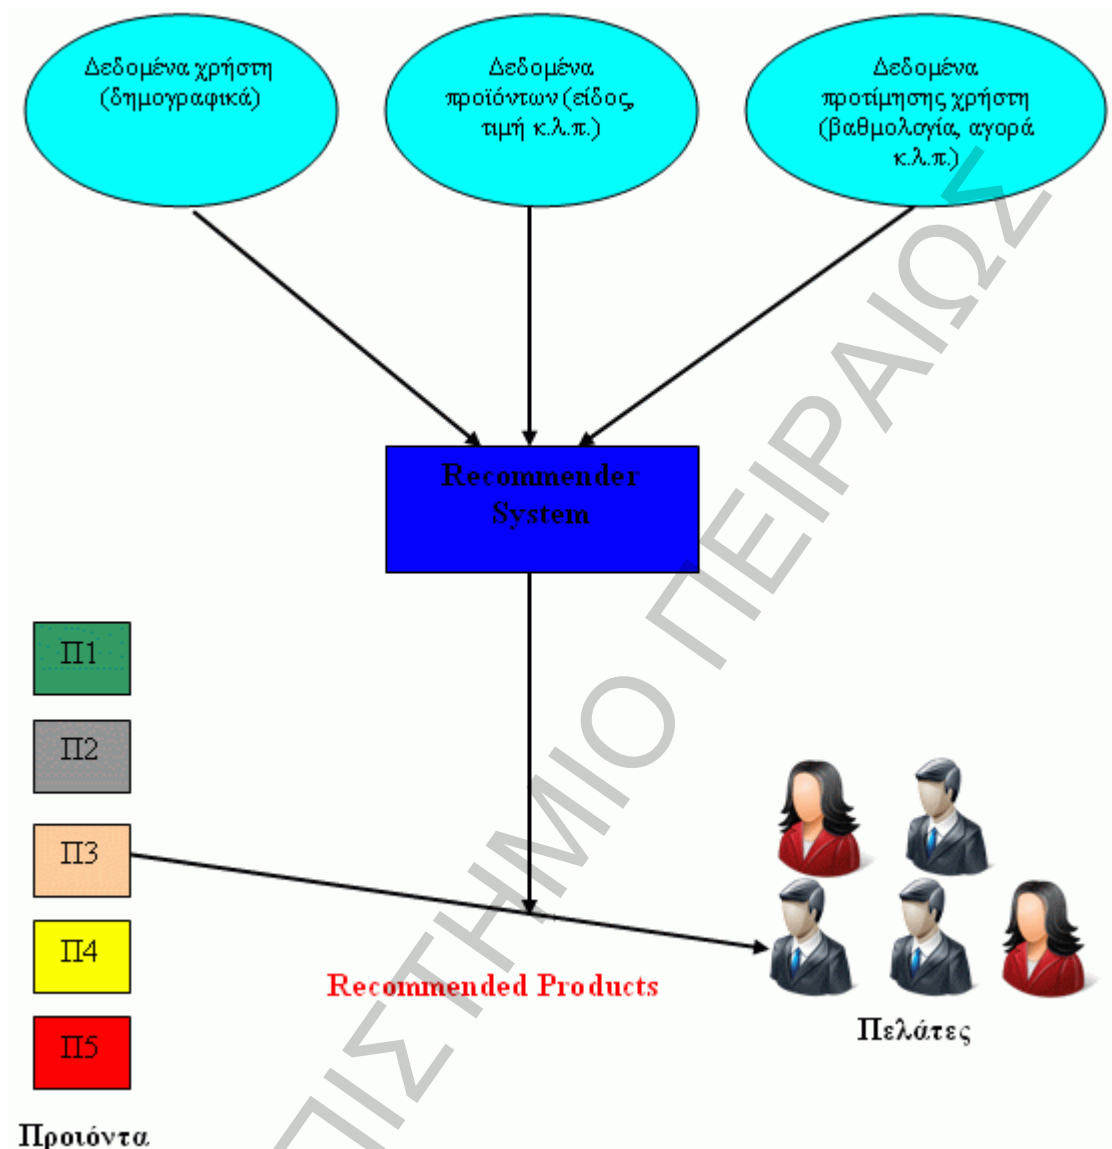 Δεδομένα χρήστη
(δημογραφικά)
Δεδομένα
προϊόντων (είδος,
τιμή κ.λ.π.)
Δεδομένα
προτίμησης χρήστη
(βαθμολογία, αγορά
κ.λ.π.)
Recommender
System
Π1
Π2
Π3
Π4
Π5
Προιόντα
Recommended Products
Πελάτες
ΠΙΣΤΗΜΙΟ ΠΕΙΡΑΙΩΣ